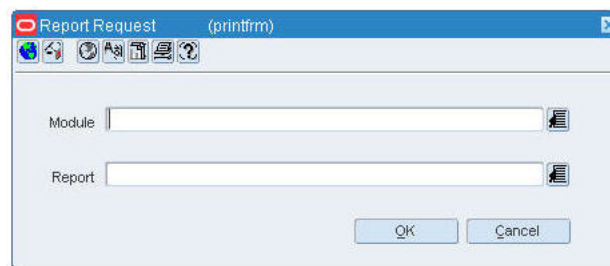 Report Request (printfrm)
Module
Report
OK
Cancel